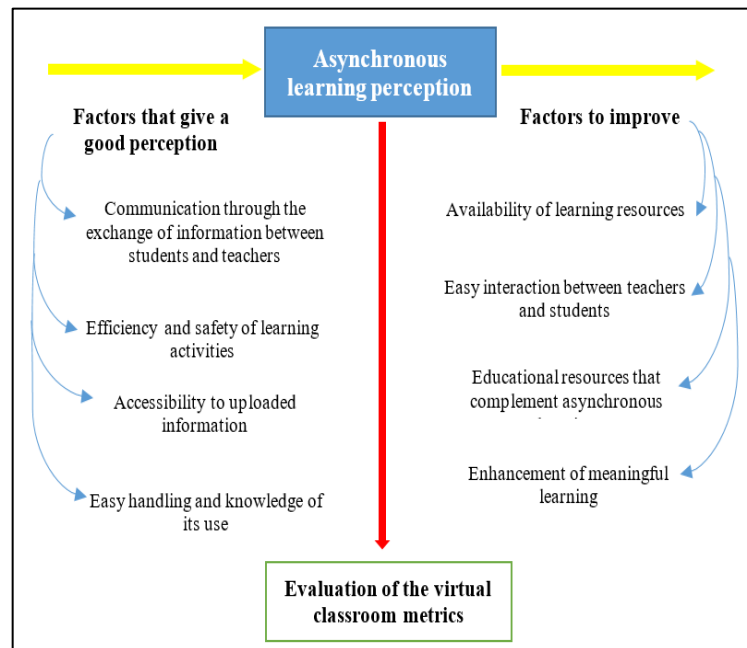 Asynchronous
learning perception
Factors that give a
good perception
Communication through the
exchange of information between
students and teachers
Efficiency and safety of learning
activities
Accessibility to uploaded
information
Easy handling and knowledge of
its use
Factors to improve
Availability of learning resources
Easy interaction between teachers
and students
Educational resources that
complement asynchronous
Enhancement of meaningful
learning
Evaluation of the virtual
classroom metrics